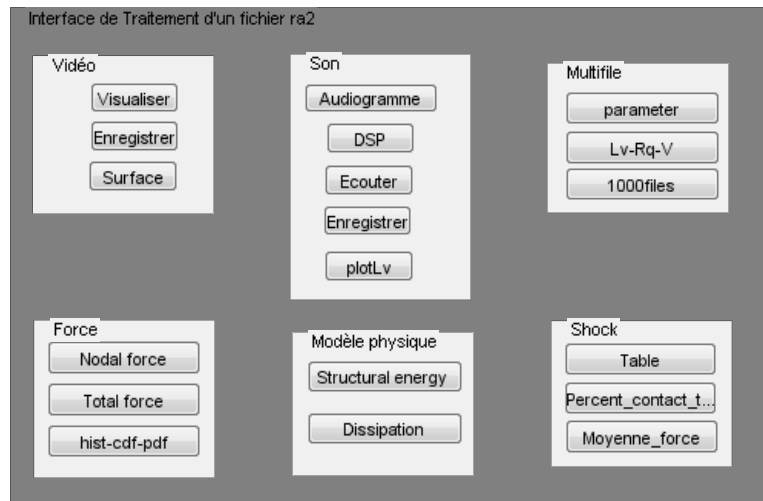 Interface de Traitement d'un fichier ra2
Vidéo
Visualiser
Enregistrer
Surface
Son
Audiogramme
DSP
Ecouter
Enregistrer
plotLv
Multifile
parameter
Lv-Rq-V
1000files
Force
Nodal force
Total force
hist-cdf-pdf
Modèle physique
Structural energy
Dissipation
Shock
Table
Percent_contact_t...
Moyenne_force